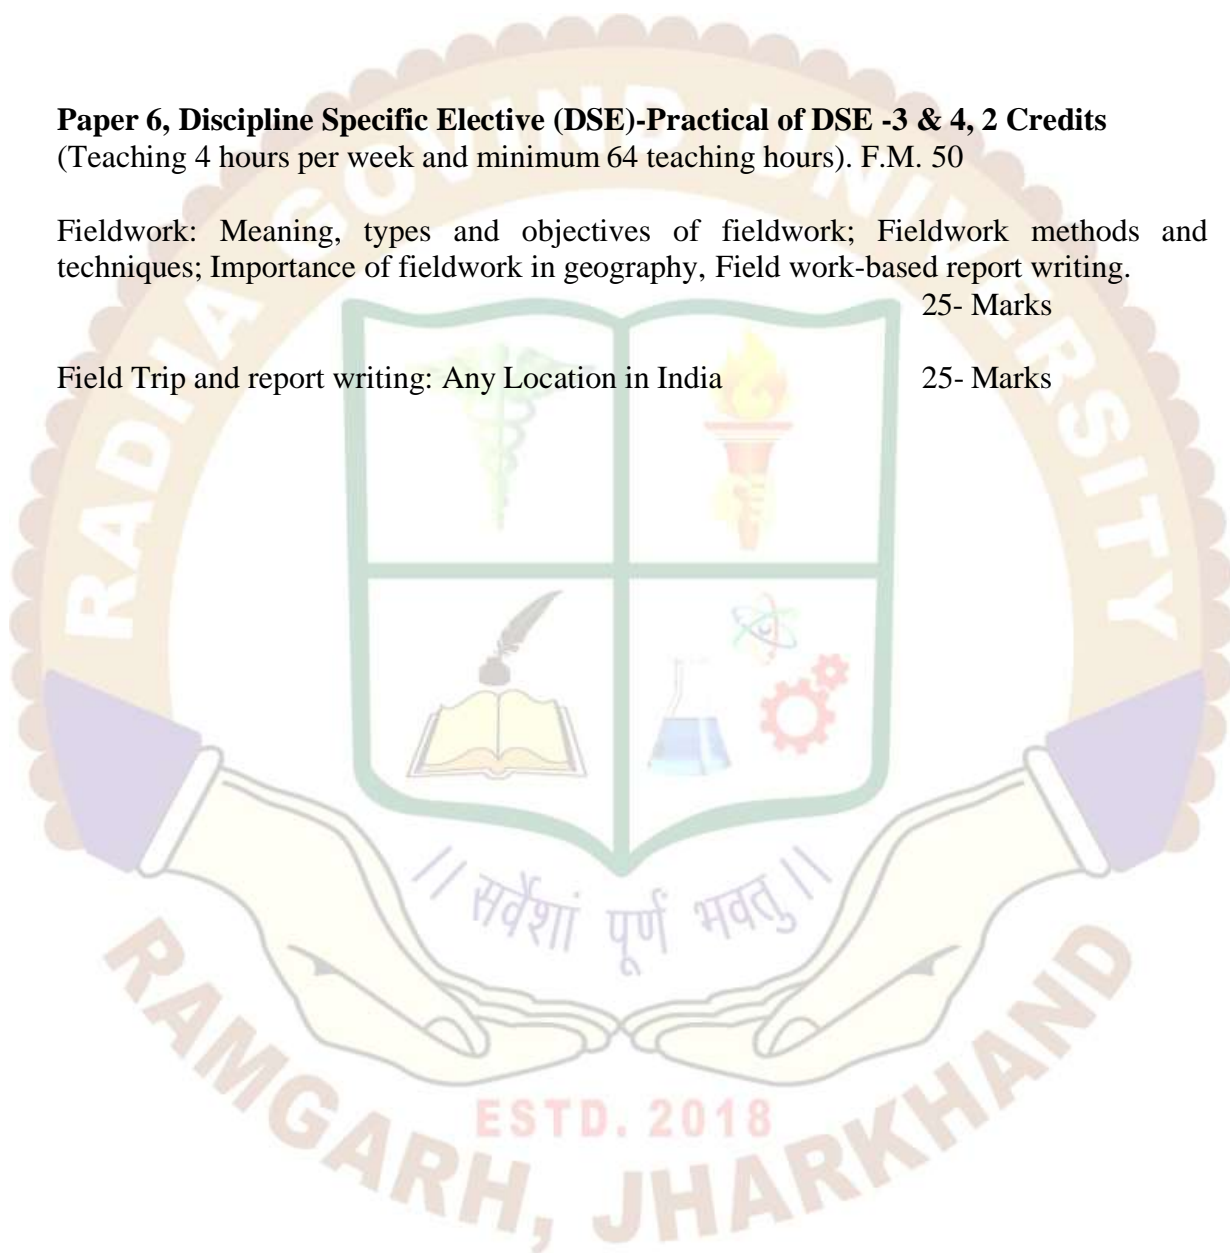 Paper 6, Discipline Specific Elective (DSE)-Practical of DSE -3 & 4, 2 Credits
(Teaching 4 hours per week and minimum 64 teaching hours). F.M. 50
Fieldwork: Meaning, types and objectives of fieldwork; Fieldwork methods and
techniques; Importance of fieldwork in geography, Field work-based report writing.
25- Marks
Field Trip and report writing: Any Location in India 25- Marks
RADHA GOVIND UNIVERSITY
// सर्वेशां पूर्ण भवतु //
ESTD. 2018
RAMGARH, JHARKHAND